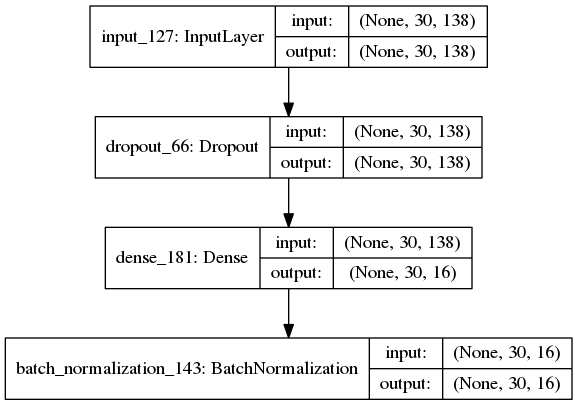 input_127: InputLayer
input: (None, 30, 138)
output: (None, 30, 138)
dropout_66: Dropout
input: (None, 30, 138)
output: (None, 30, 138)
dense_181: Dense
input: (None, 30, 138)
output: (None, 30, 16)
batch_normalization_143: BatchNormalization
input: (None, 30, 16)
output: (None, 30, 16)